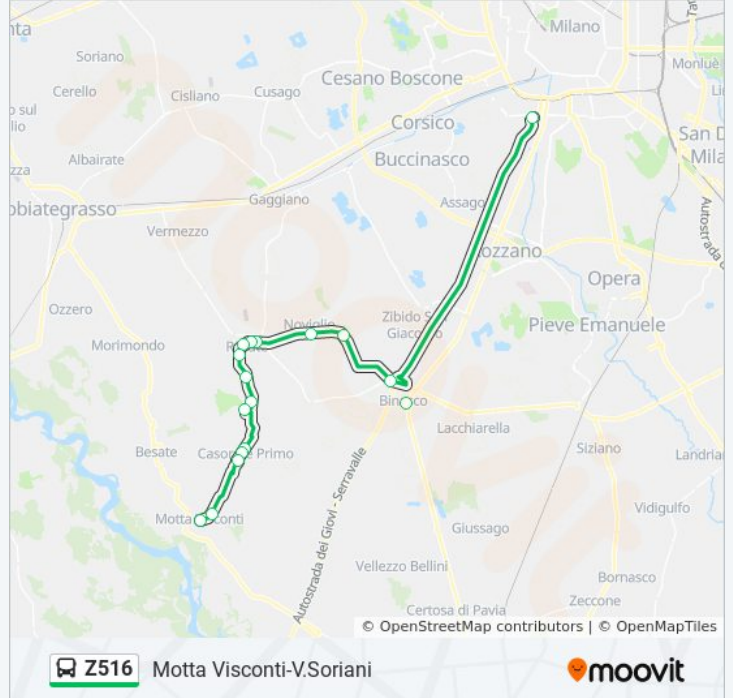 Milano
Soriano
Cerello
Cisliano
Cusago
Cesano Boscone
Monluè
Corsico
San D
Mila
Albairate
Buccinasco
Gaggiano
Assago
Vermezzo
Opera
Ozzero
Morimondo
Noviglio
Zibido S
Giacomo
Pieve Emanuele
Binasco
Lacchiarella
Besate
Casorate Primo
Siziano
Landria
Autostrada dei Giovi - Serravalle
Motta Visconti
Vidigulfo
Giussago
Vellezzo Bellini
Bornasco
Zeccone
Certosa di Pavia
© OpenStreetMap contributors | © OpenMapTiles
Z516 Motta Visconti-V.Soriani
moovit